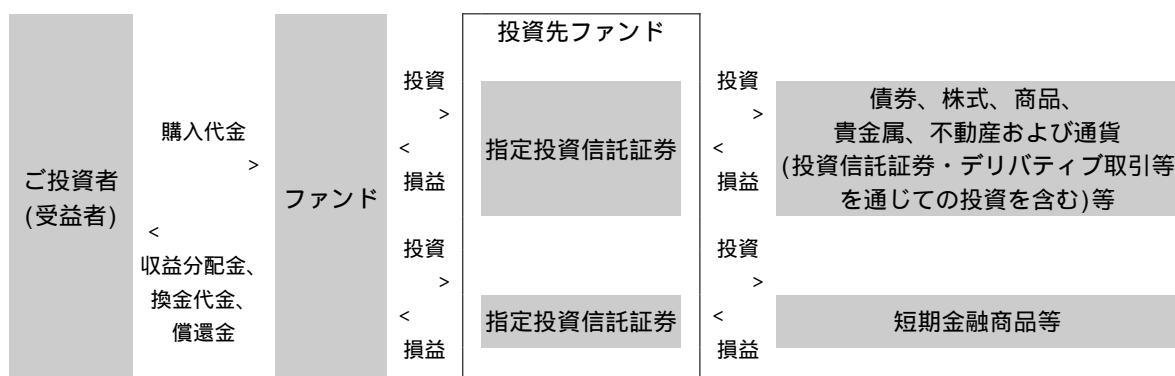 ご投資者
(受益者)
購入代金
>
<
収益分配金、
換金代金、
償還金
ファンド
投資
>
<
損益
投資
>
<
損益
投資先ファンド
指定投資信託証券
指定投資信託証券
投資
>
<
損益
投資
>
<
損益
債券、株式、商品、
貴金属、不動産および通貨
(投資信託証券・デリバティブ取引等
を通じての投資を含む)等
短期金融商品等